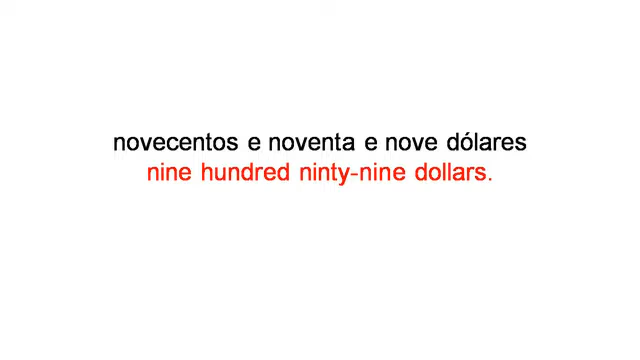 novecentos e noventa e nove dólares
nine hundred ninty-nine dollars.